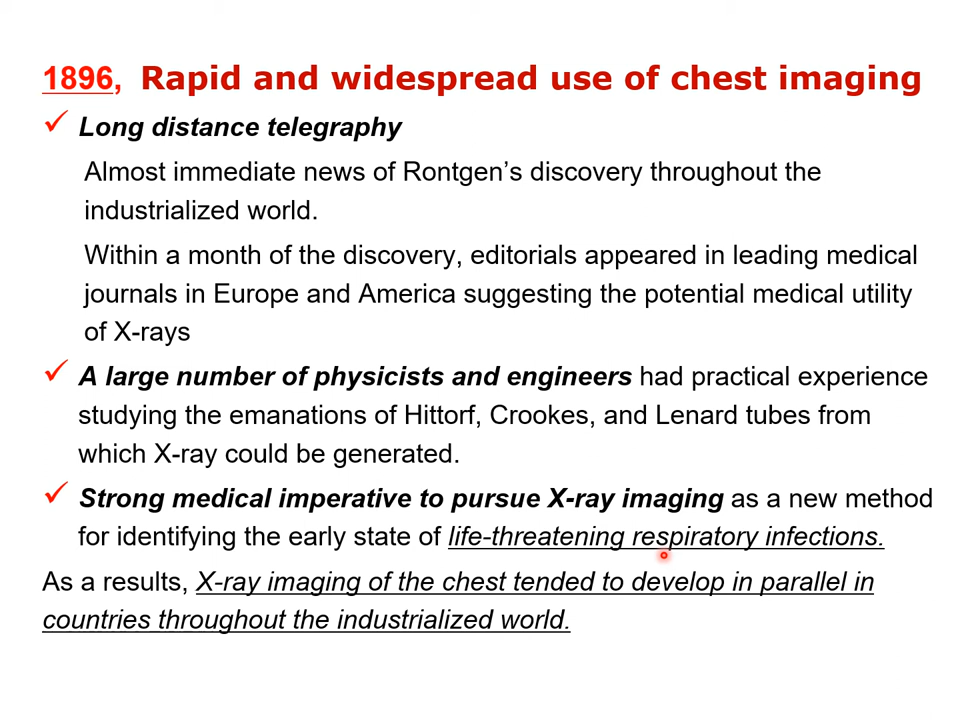 1896, Rapid and widespread use of chest imaging
✓ Long distance telegraphy
Almost immediate news of Rontgen's discovery throughout the
industrialized world.
Within a month of the discovery, editorials appeared in leading medical
journals in Europe and America suggesting the potential medical utility
of X-rays
✓ A large number of physicists and engineers had practical experience
studying the emanations of Hittorf, Crookes, and Lenard tubes from
which X-ray could be generated.
✓ Strong medical imperative to pursue X-ray imaging as a new method
for identifying the early state of life-threatening respiratory infections.
As a results, X-ray imaging of the chest tended to develop in parallel in
countries throughout the industrialized world.